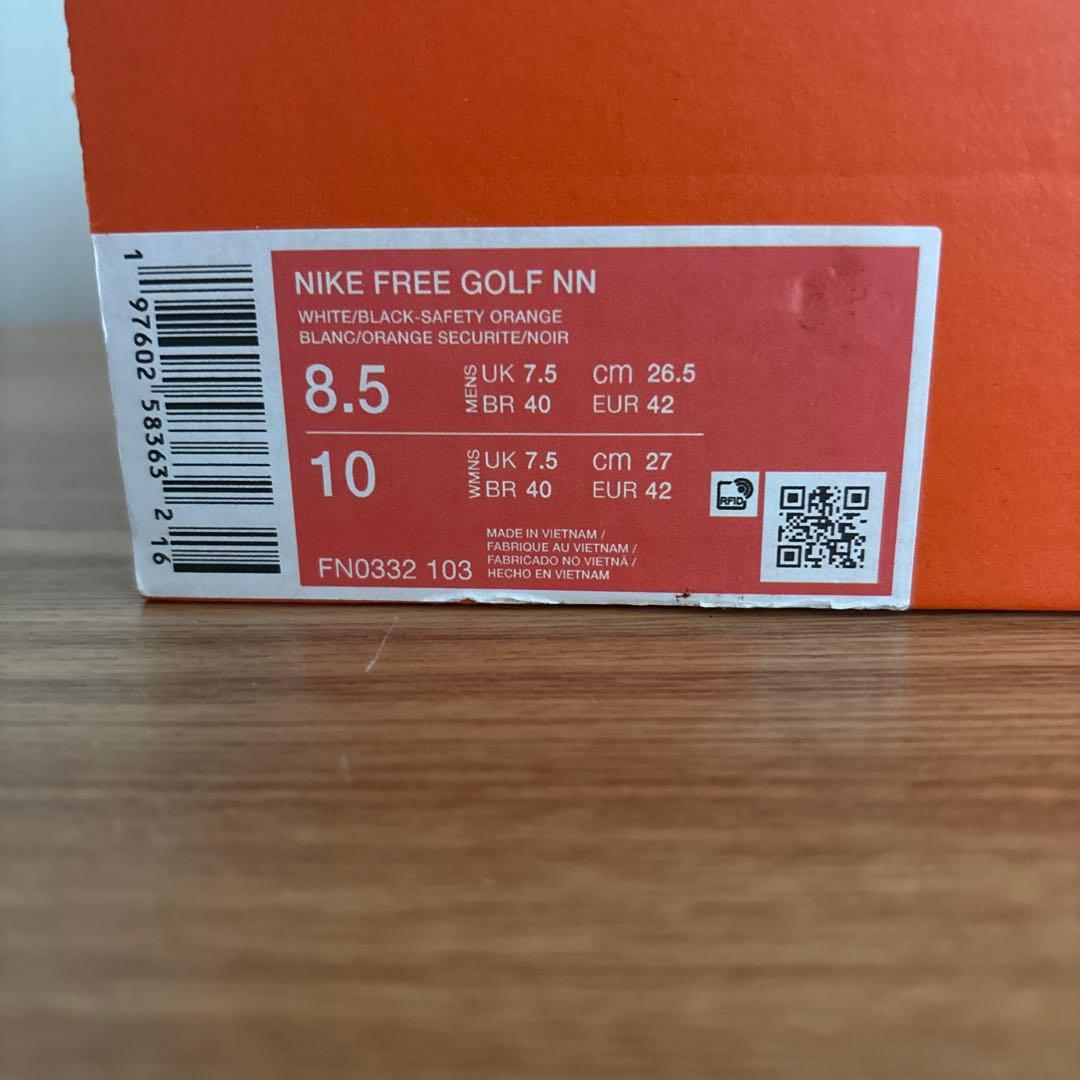 1 97602 58363 2 16
NIKE FREE GOLF NN
WHITE/BLACK-SAFETY ORANGE
BLANC/ORANGE SECURITE/NOIR
8.5 MENS UK 7.5 cm 26.5
BR 40 EUR 42
10 WMNS UK 7.5 cm 27
BR 40 EUR 42
RFID
MADE IN VIETNAM /
FABRIQUE AU VIETNAM /
FABRICADO NO VIETNÃ /
HECHO EN VIETNAM
FN0332 103